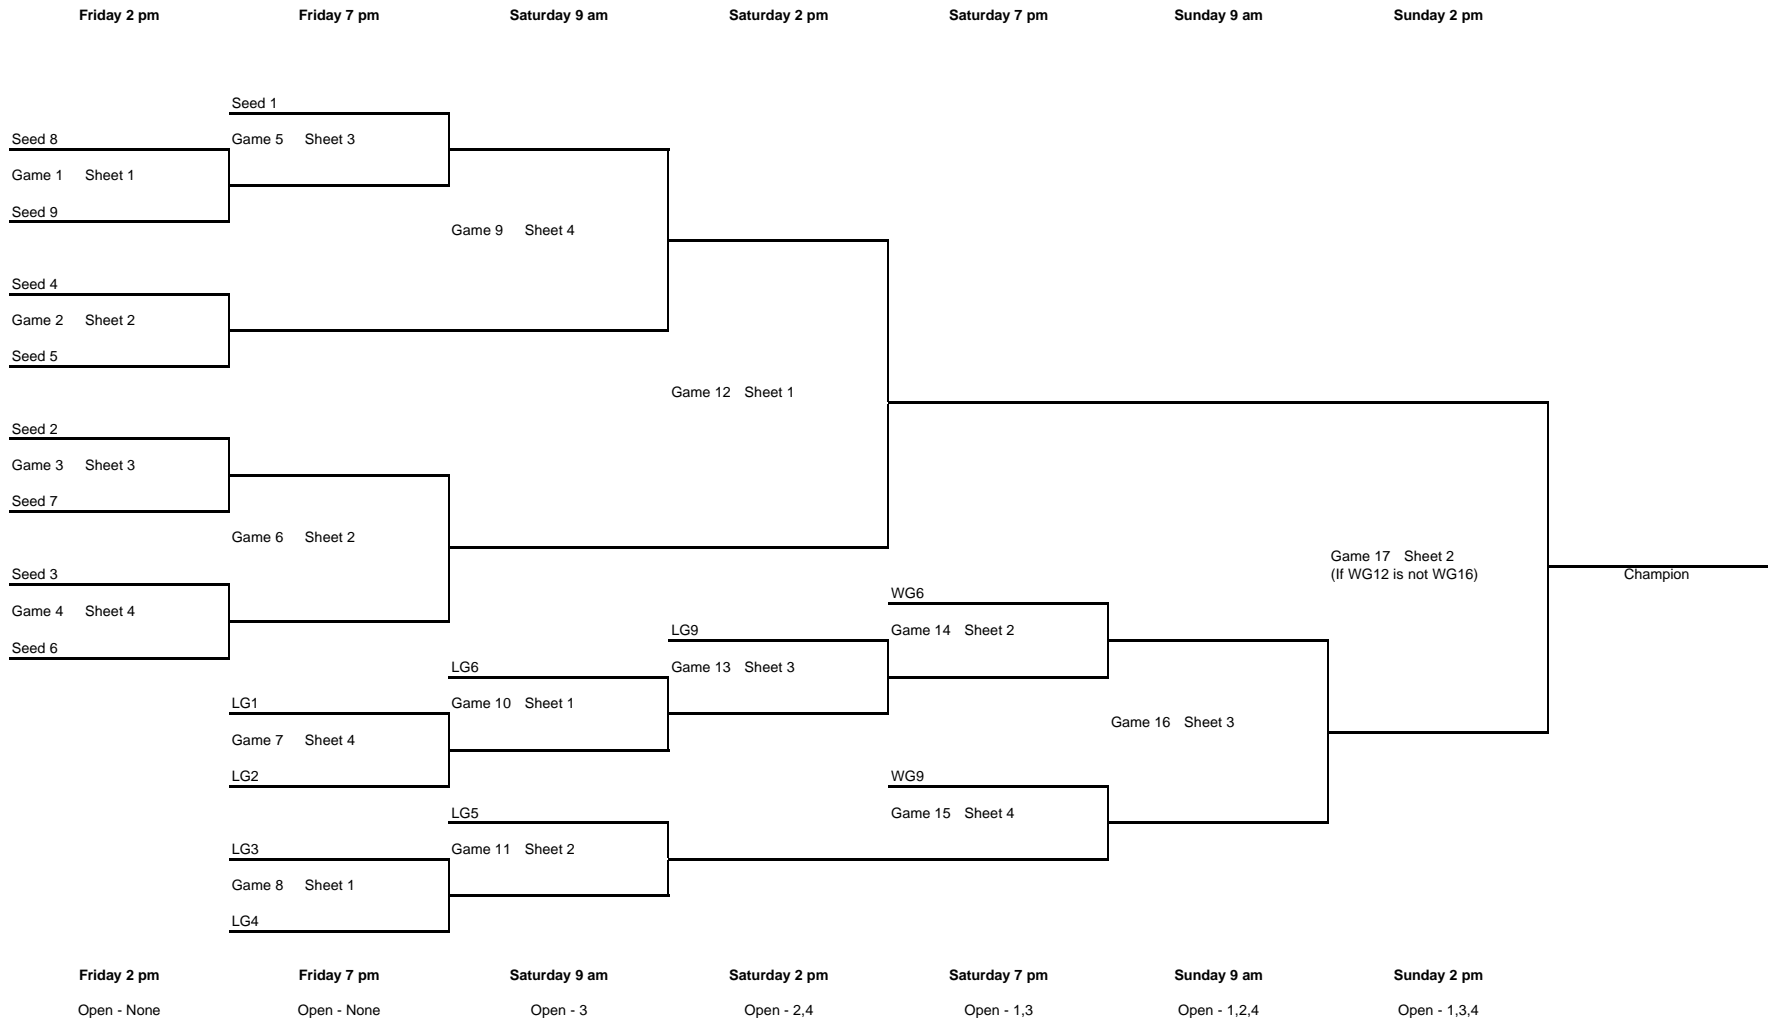 Friday 2 pm Friday 7 pm Saturday 9 am Saturday 2 pm Saturday 7 pm Sunday 9 am Sunday 2 pm
Seed 1
Seed 8
Game 5 Sheet 3
Game 1 Sheet 1
Seed 9
Game 9 Sheet 4
Seed 4
Game 2 Sheet 2
Seed 5
Game 12 Sheet 1
Seed 2
Game 3 Sheet 3
Seed 7
Game 6 Sheet 2
Game 17 Sheet 2
(If WG12 is not WG16)
Champion
Seed 3
WG6
Game 4 Sheet 4
LG9
Game 14 Sheet 2
Seed 6
LG6
Game 13 Sheet 3
LG1
Game 10 Sheet 1
Game 16 Sheet 3
Game 7 Sheet 4
LG2
WG9
LG5
Game 15 Sheet 4
LG3
Game 11 Sheet 2
Game 8 Sheet 1
LG4
Friday 2 pm Friday 7 pm Saturday 9 am Saturday 2 pm Saturday 7 pm Sunday 9 am Sunday 2 pm
Open - None Open - None Open - 3 Open - 2,4 Open - 1,3 Open - 1,2,4 Open - 1,3,4